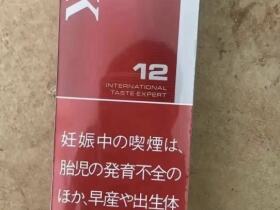 12
INTERNATIONAL
TASTE EXPERT
妊娠中の喫煙は、
胎児の発育不全の
ほか、早産や出生体